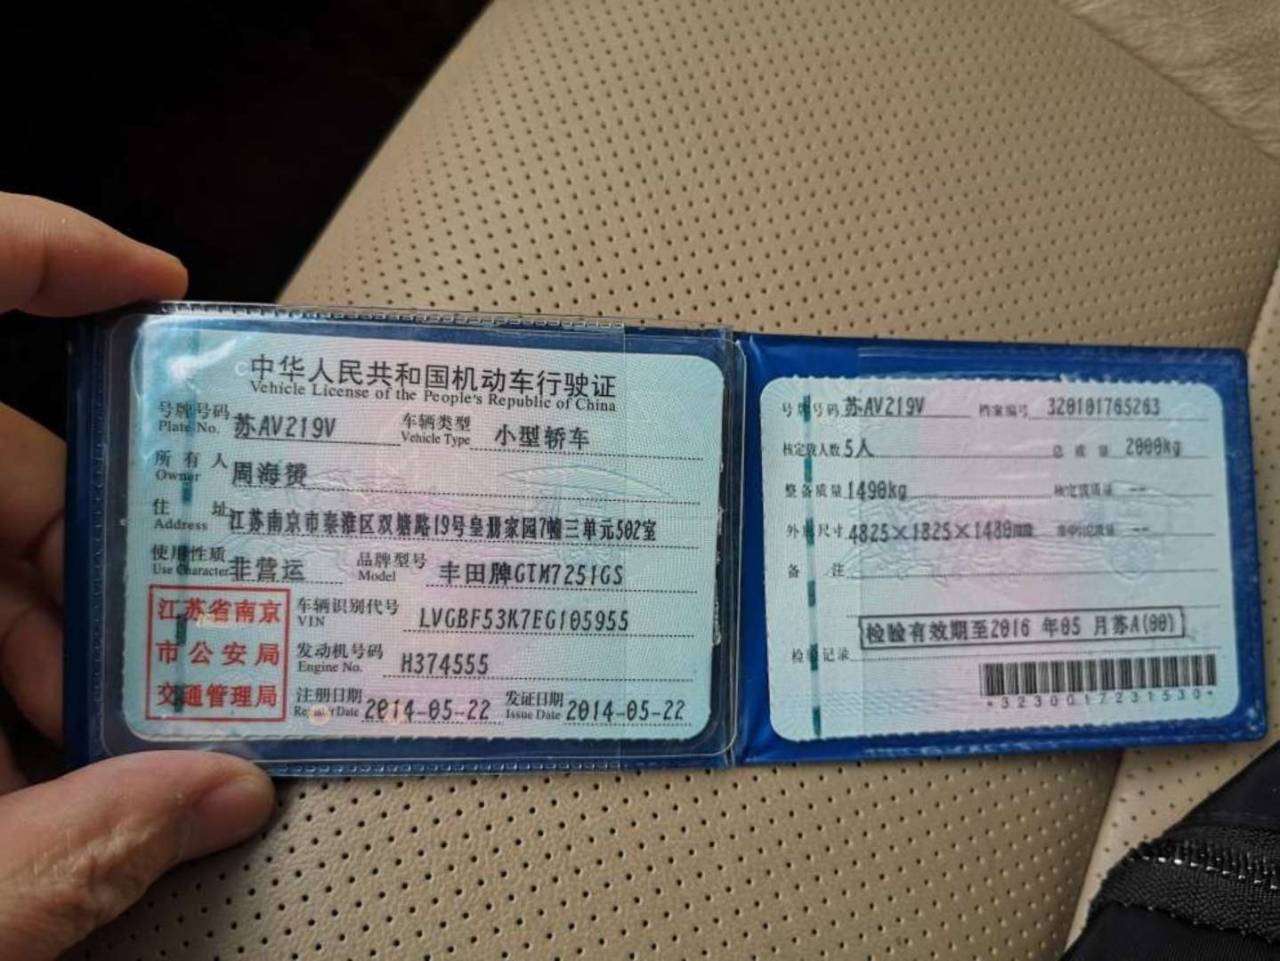 中华人民共和国机动车行驶证
Vehicle License of the People's Republic of China
号牌号码 苏AV219V 车辆类型 小型轿车
Plate No. Vehicle Type
所有人 周海赟
Owner
住址 江苏南京市秦淮区双塘路19号皇册家园7幢三单元502室
Address
使用性质 非营运 品牌型号 丰田牌GTM7251GS
Use Character Model
江苏省南京
市公安局
交通管理局
车辆识别代号 LVGBF53K7EG105955
VIN
发动机号码 H374555
Engine No.
注册日期 2014-05-22 发证日期 2014-05-22
Register Date Issue Date
号牌号码 苏AV219V 档案编号 320101765263
核定载人数 5人 总质量 2000kg
整备质量 1490kg 核定载质量 --
外廓尺寸 4825×1825×1480 --
备注
检验有效期至2016 年05 月苏A(00)
检验记录
*3230017231530*